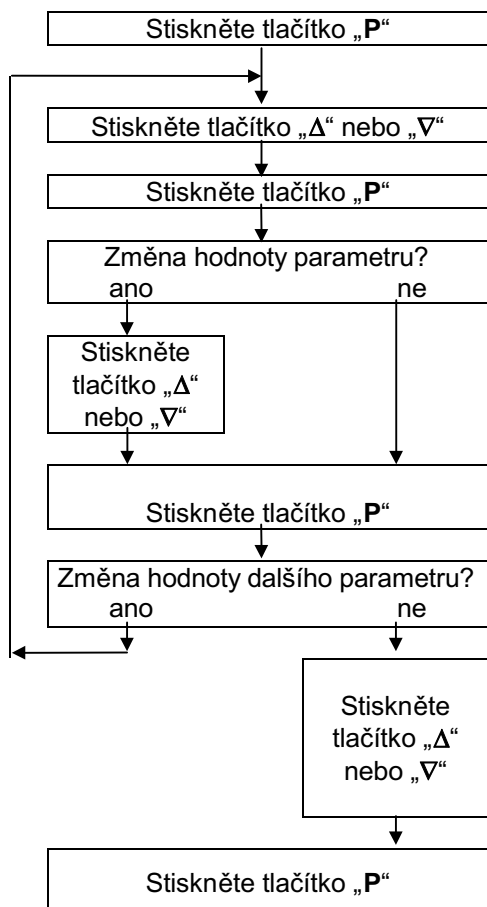 Stiskněte tlačítko „P“
Stiskněte tlačítko „Δ“ nebo „∇“
Stiskněte tlačítko „P“
Změna hodnoty parametru?
ano ne
Stiskněte
tlačítko „Δ“
nebo „∇“
Stiskněte tlačítko „P“
Změna hodnoty dalšího parametru?
ano ne
Stiskněte
tlačítko „Δ“
nebo „∇“
Stiskněte tlačítko „P“